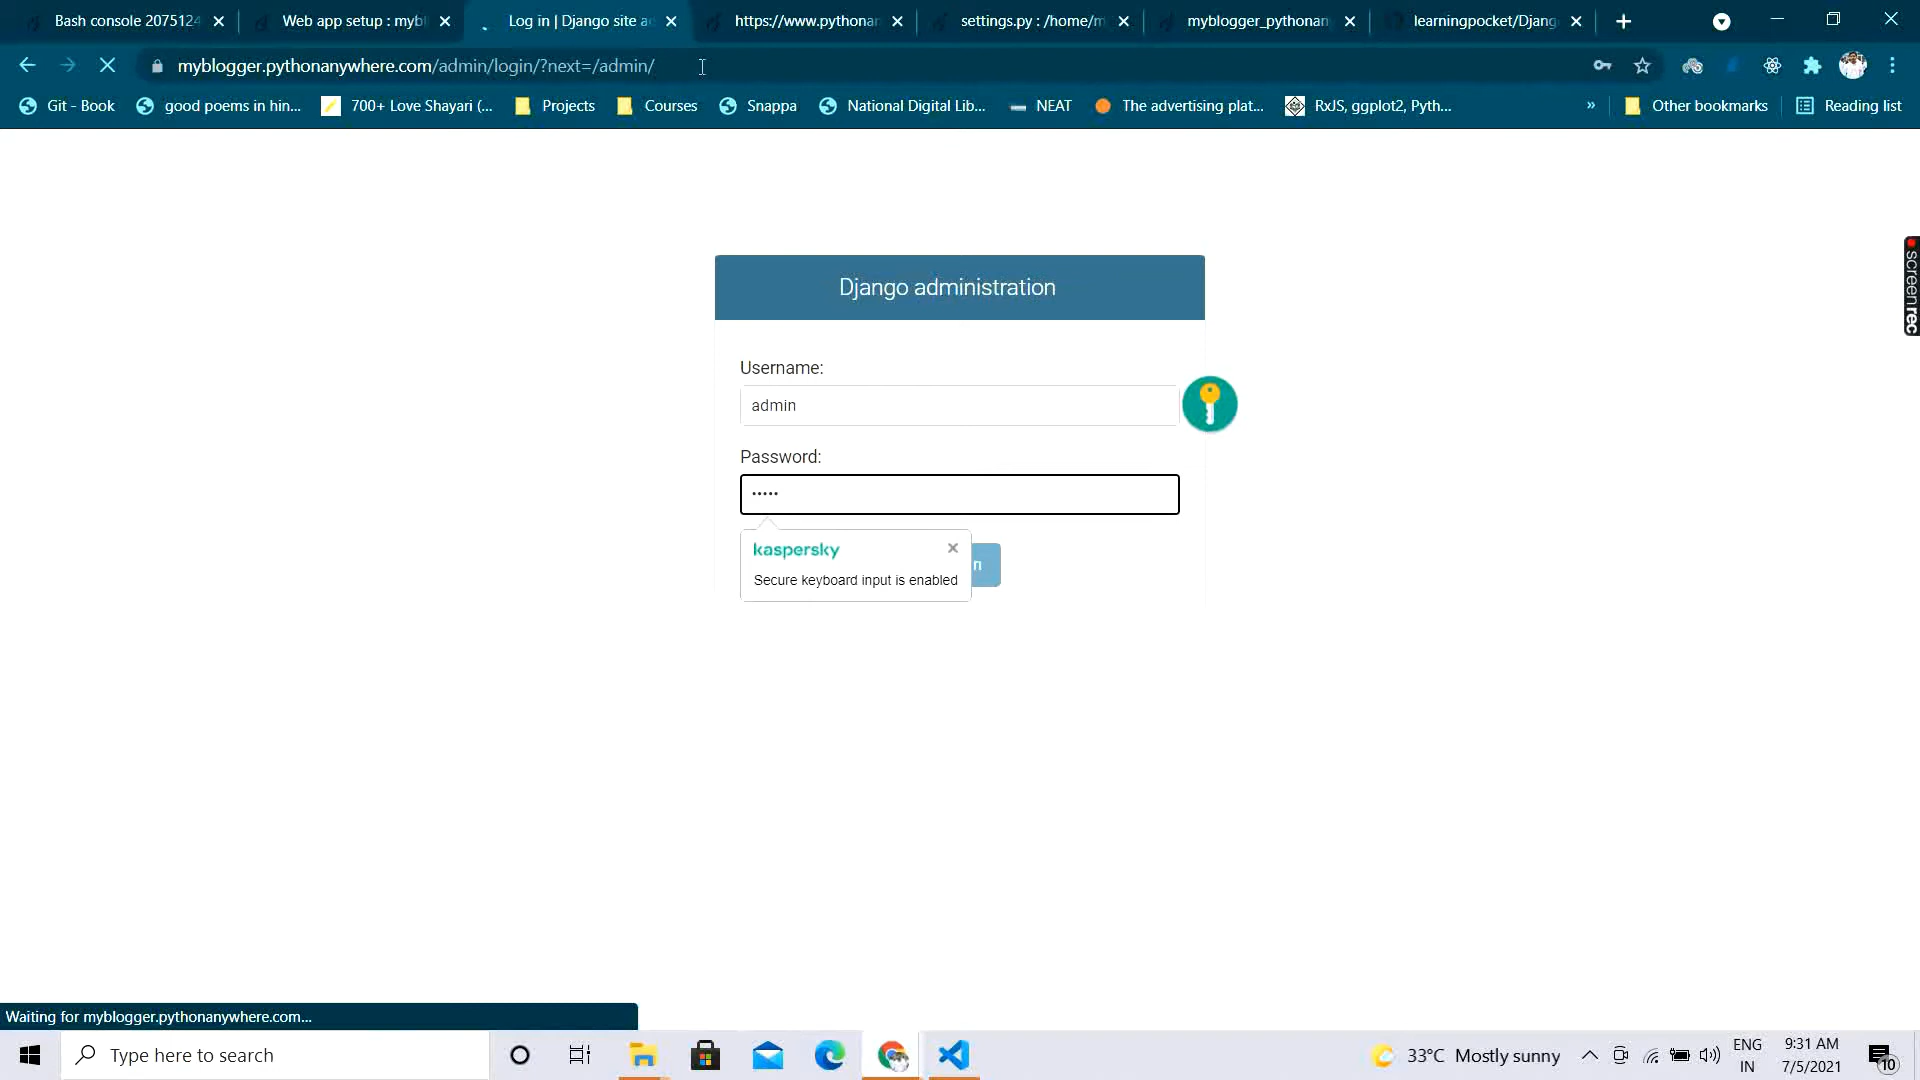 Bash console 2075124
Web app setup : mybl
Log in | Django site a
https://www.pythonan
settings.py : /home/m
myblogger_pythonan
learningpocket/Djang
myblogger.pythonanywhere.com/admin/login/?next=/admin/
Git - Book
good poems in hin...
700+ Love Shayari (...
Projects
Courses
Snappa
National Digital Lib...
NEAT
The advertising plat...
RxJS, ggplot2, Pyth...
»
Other bookmarks
Reading list
screenrec
Django administration
Username:
admin
Password:
•••••
kaspersky
Secure keyboard input is enabled
n
Waiting for myblogger.pythonanywhere.com...
Type here to search
33°C Mostly sunny
ENG
IN
9:31 AM
7/5/2021
10